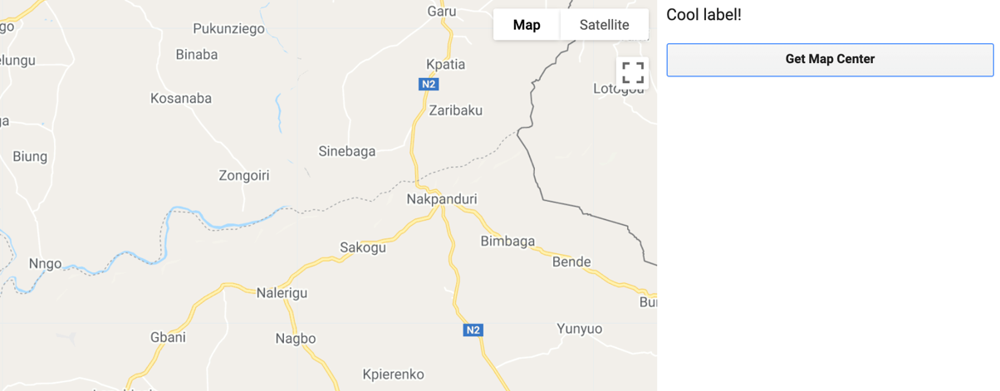 Garu
go
Pukunziego
Map
Satellite
Cool label!
Binaba
elungu
Kpatia
Get Map Center
N2
Lotogou
Kosanaba
Zaribaku
ga
Sinebaga
Biung
Zongoiri
Nakpanduri
Bimbaga
Sakogu
Bende
Nngo
Nalerigu
Bu
Yunyuo
N2
Gbani
Nagbo
Kpierenko